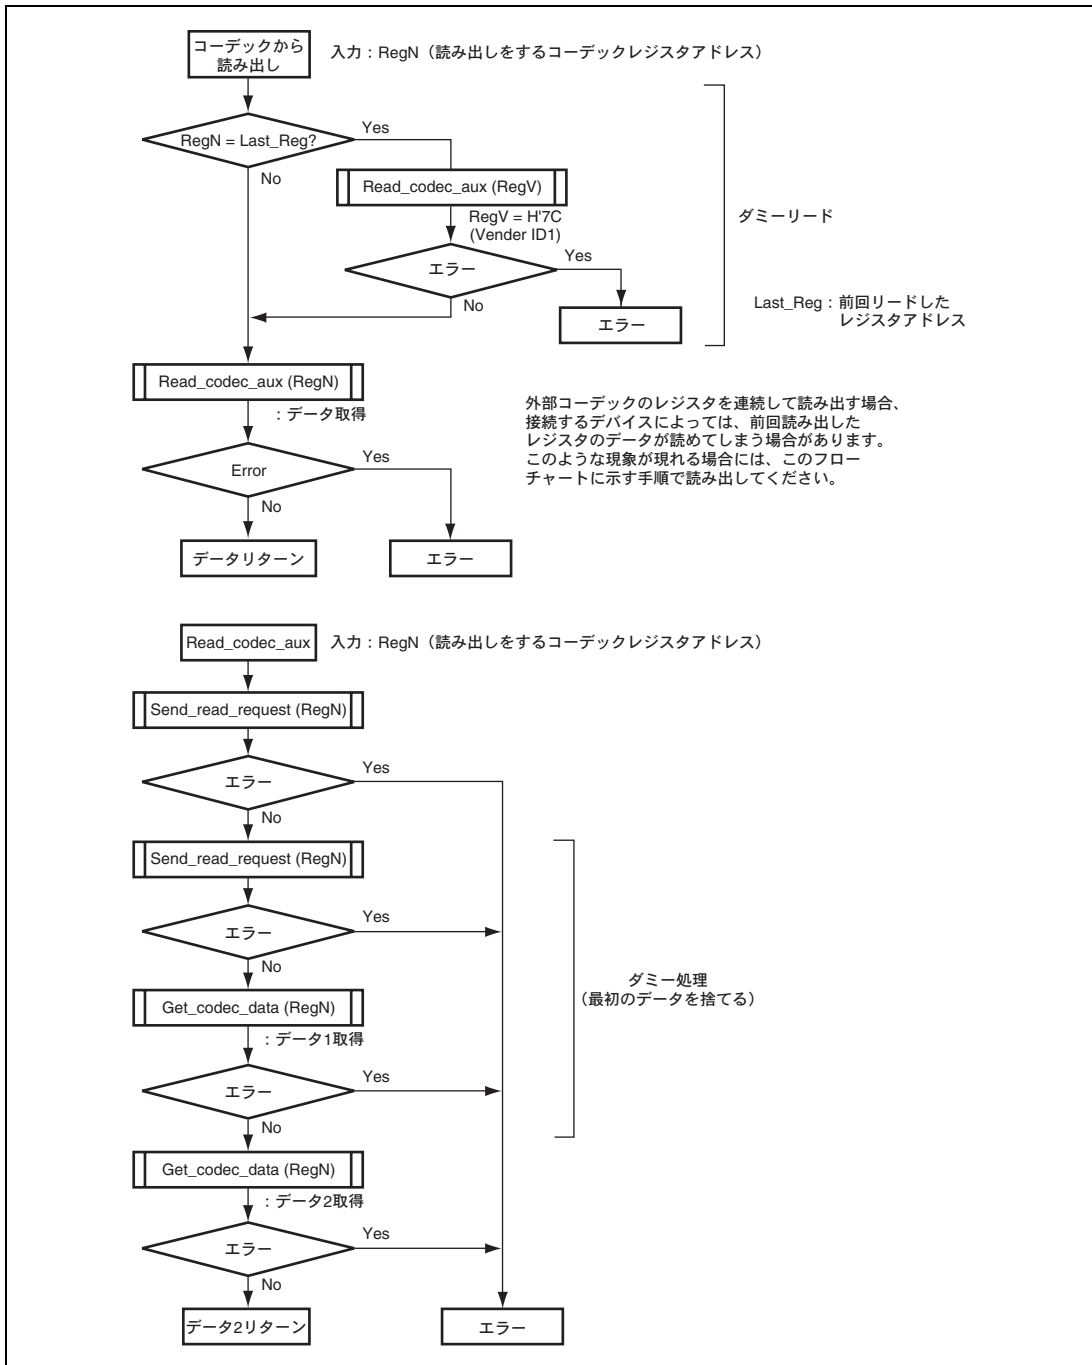 コーデックから
読み出し
入力：RegN（読み出しをするコーデックレジスタアドレス）
RegN = Last_Reg?
Yes
No
Read_codec_aux (RegV)
RegV = H'7C
(Vender ID1)
エラー
Yes
No
エラー
ダミーリード
Last_Reg：前回リードした
レジスタアドレス
Read_codec_aux (RegN)
：データ取得
外部コーデックのレジスタを連続して読み出す場合、
接続するデバイスによっては、前回読み出した
レジスタのデータが読めてしまう場合があります。
このような現象が現れる場合には、このフロー
チャートに示す手順で読み出してください。
Error
Yes
No
データリターン
エラー
Read_codec_aux
入力：RegN（読み出しをするコーデックレジスタアドレス）
Send_read_request (RegN)
エラー
Yes
No
Send_read_request (RegN)
エラー
Yes
No
ダミー処理
（最初のデータを捨てる）
Get_codec_data (RegN)
：データ1取得
エラー
Yes
No
Get_codec_data (RegN)
：データ2取得
エラー
Yes
No
データ2リターン
エラー